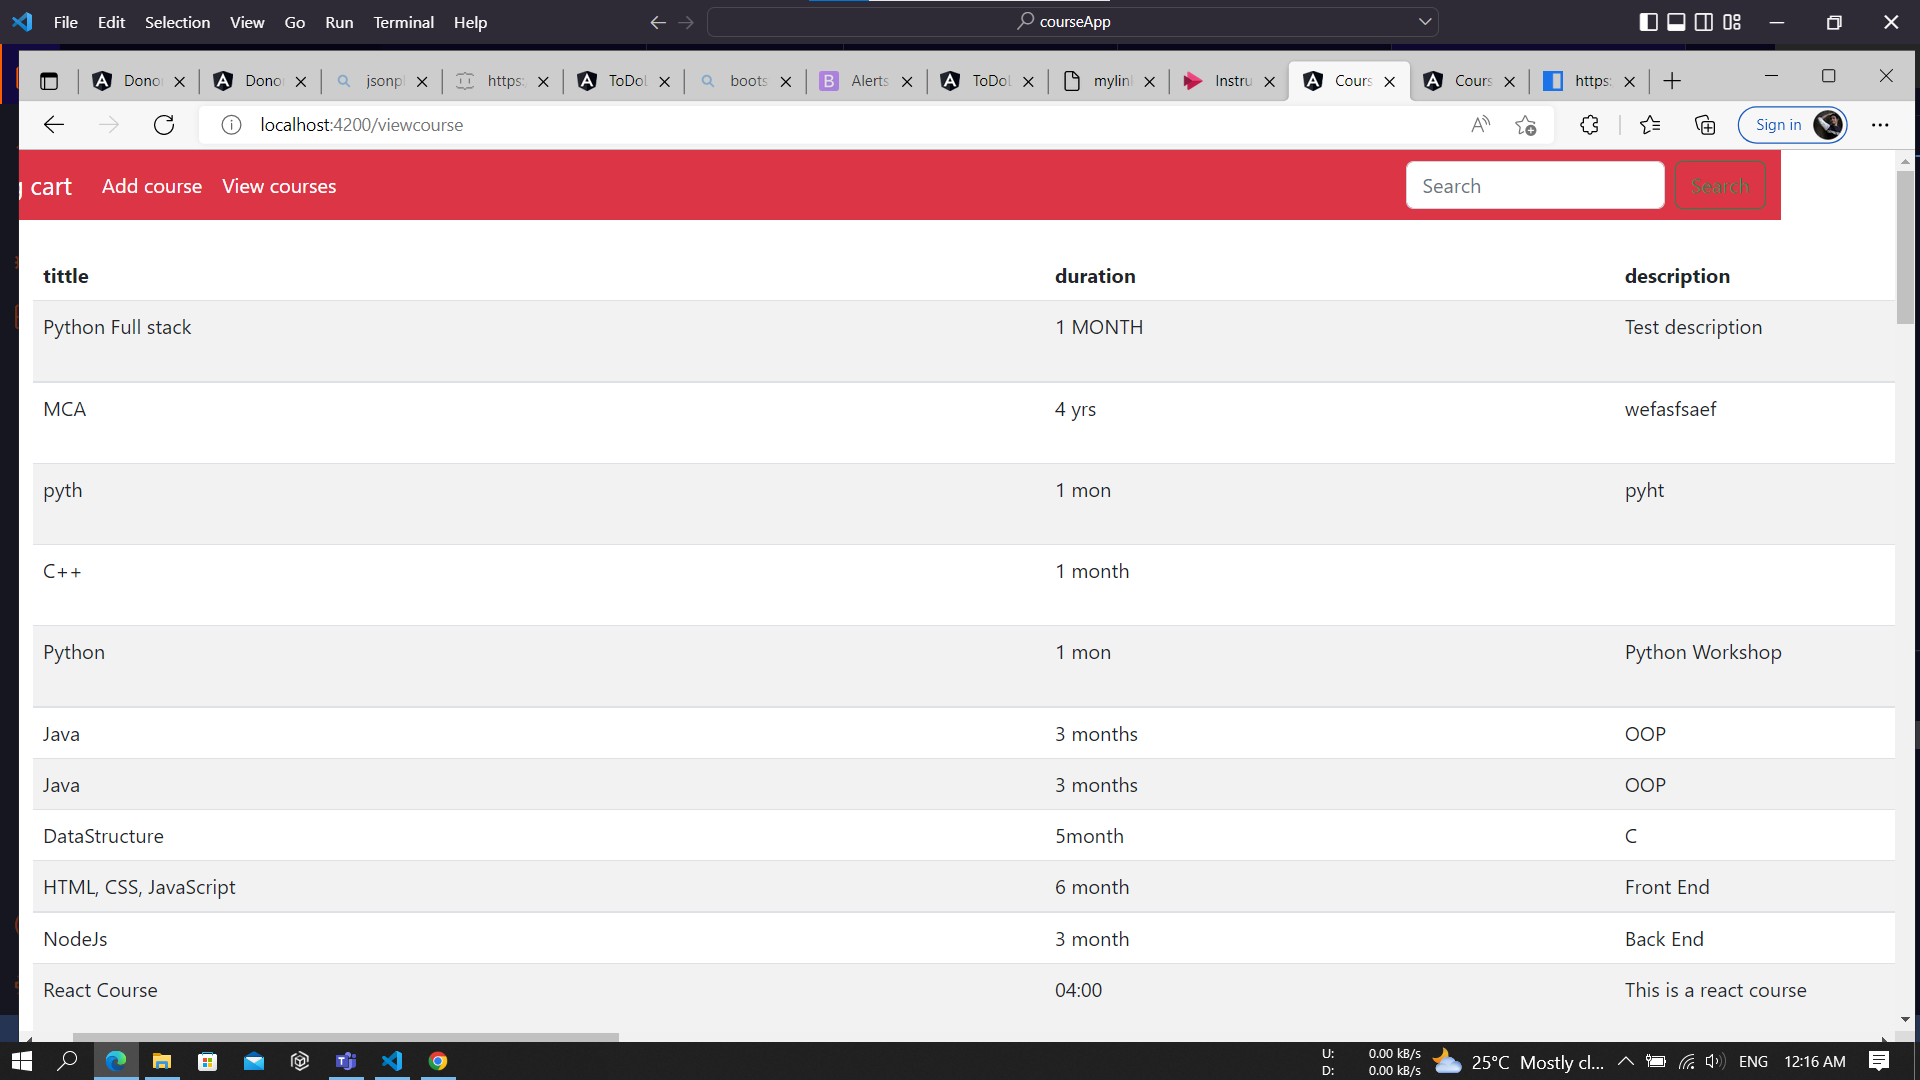 File Edit Selection View Go Run Terminal Help courseApp
Dono Dono jsonpl https: ToDoL boots Alerts ToDoL mylin Instru Cours Cours https:
localhost:4200/viewcourse Sign in
g cart Add course View courses Search Search
tittle duration description
Python Full stack 1 MONTH Test description
MCA 4 yrs wefasfsaef
pyth 1 mon pyht
C++ 1 month
Python 1 mon Python Workshop
Java 3 months OOP
Java 3 months OOP
DataStructure 5month C
HTML, CSS, JavaScript 6 month Front End
NodeJs 3 month Back End
React Course 04:00 This is a react course
U: 0.00 kB/s
D: 0.00 kB/s
25°C Mostly cl... ENG 12:16 AM